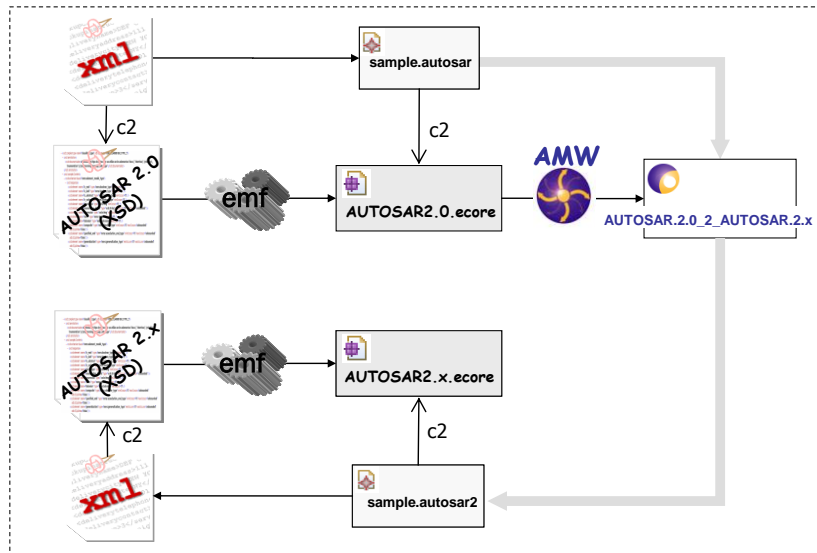 xml
sample.autosar
c2
c2
AUTOSAR 2.0
(XSD)
emf
AUTOSAR2.0.ecore
AMW
AUTOSAR.2.0_2_AUTOSAR.2.x
AUTOSAR 2.x
(XSD)
emf
AUTOSAR2.x.ecore
c2
c2
xml
sample.autosar2